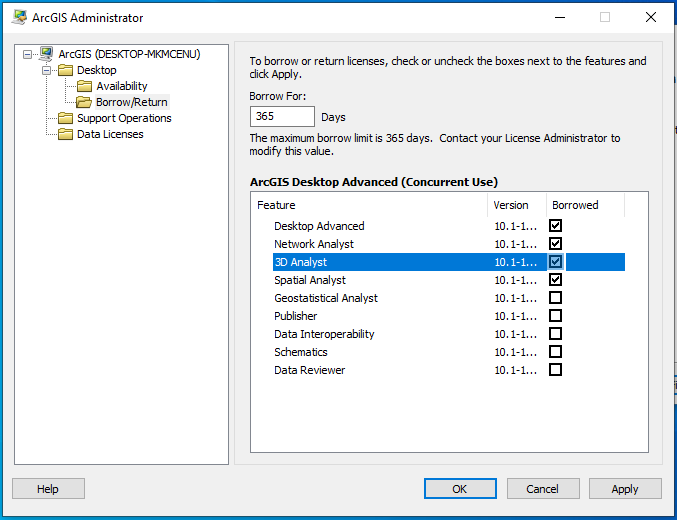 ArcGIS Administrator
ArcGIS (DESKTOP-MKMCENU)
Desktop
Availability
Borrow/Return
Support Operations
Data Licenses
To borrow or return licenses, check or uncheck the boxes next to the features and
click Apply.
Borrow For:
365 Days
The maximum borrow limit is 365 days.  Contact your License Administrator to
modify this value.
ArcGIS Desktop Advanced (Concurrent Use)
Feature Version Borrowed
Desktop Advanced 10.1-1...
Network Analyst 10.1-1...
3D Analyst 10.1-1...
Spatial Analyst 10.1-1...
Geostatistical Analyst 10.1-1...
Publisher 10.1-1...
Data Interoperability 10.1-1...
Schematics 10.1-1...
Data Reviewer 10.1-1...
Help OK Cancel Apply